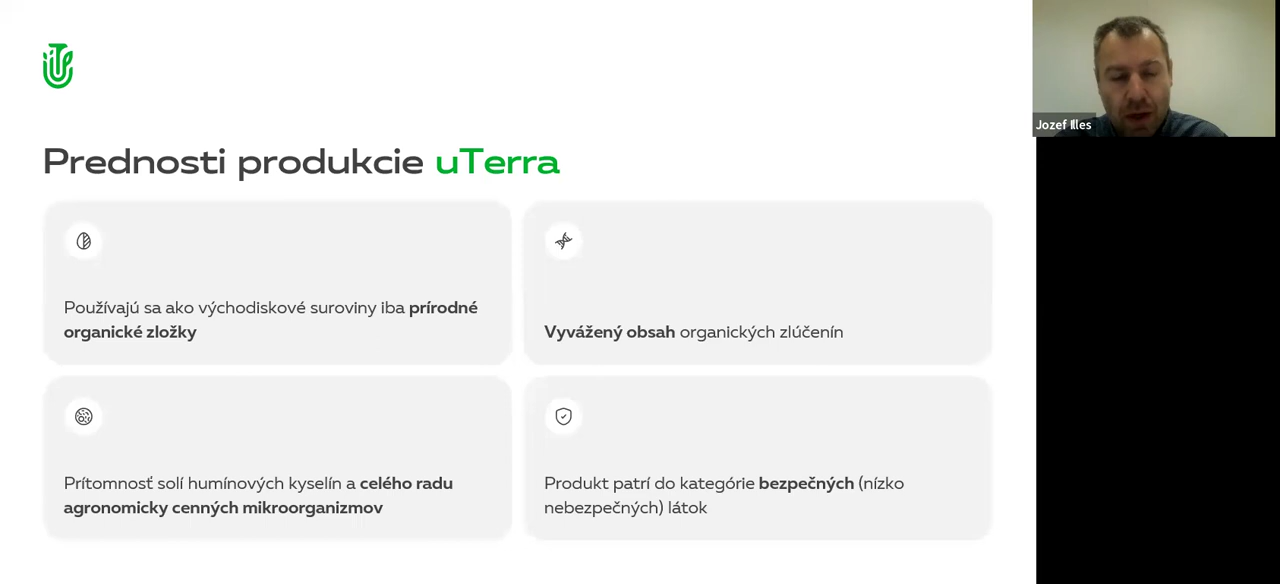 Jozef Illes
Prednosti produkcie uTerra
Používajú sa ako východiskové suroviny iba prírodné
organické zložky
Vyvážený obsah organických zlúčenín
Prítomnosť solí humínových kyselín a celého radu
agronomicky cenných mikroorganizmov
Produkt patrí do kategórie bezpečných (nízko
nebezpečných) látok